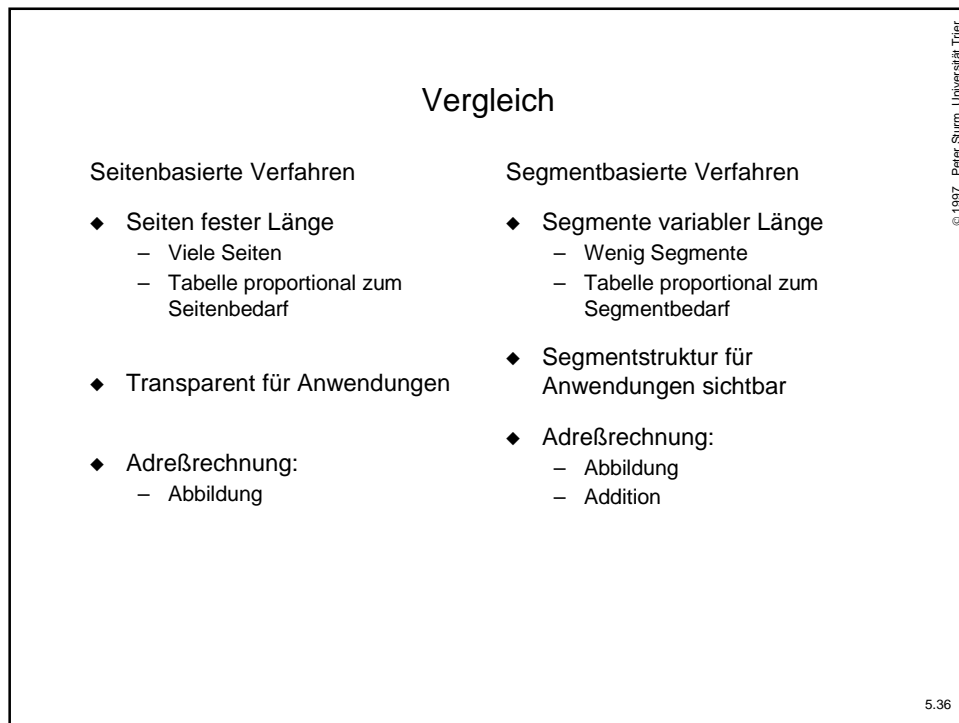 Vergleich
Seitenbasierte Verfahren
◆ Seiten fester Länge
– Viele Seiten
– Tabelle proportional zum
Seitenbedarf
◆ Transparent für Anwendungen
◆ Adreßrechnung:
– Abbildung
Segmentbasierte Verfahren
◆ Segmente variabler Länge
– Wenig Segmente
– Tabelle proportional zum
Segmentbedarf
◆ Segmentstruktur für
Anwendungen sichtbar
◆ Adreßrechnung:
– Abbildung
– Addition
© 1997, Peter Sturm, Universität Trier
5.36